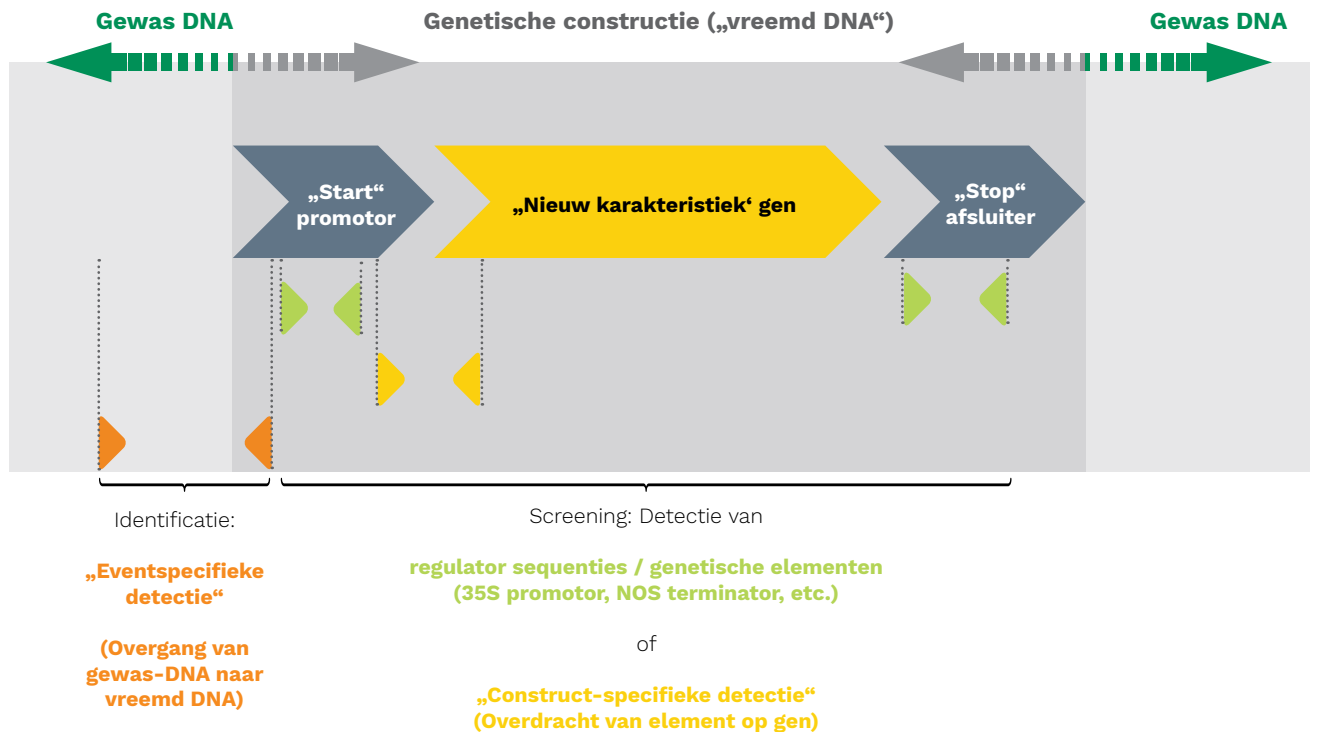 Gewas DNA
Genetische constructie („vreemd DNA“)
Gewas DNA
„Start“
promotor
„Nieuw karakteristiek‘ gen
„Stop“
afsluiter
Identificatie:
„Eventspecifieke
detectie“
(Overgang van
gewas-DNA naar
vreemd DNA)
Screening: Detectie van
regulator sequenties / genetische elementen
(35S promotor, NOS terminator, etc.)
of
„Construct-specifieke detectie“
(Overdracht van element op gen)